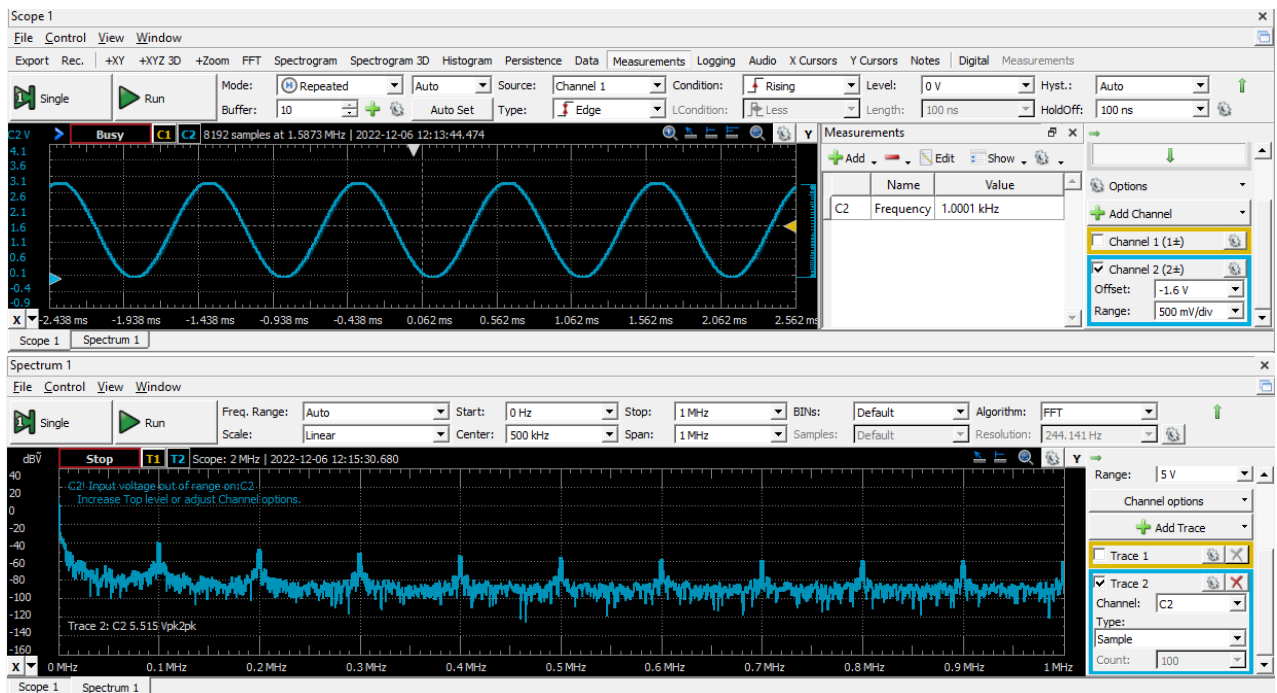 Scope 1
File Control View Window
Export Rec. +XY +XYZ 3D +Zoom FFT Spectrogram Spectrogram 3D Histogram Persistence Data Measurements Logging Audio X Cursors Y Cursors Notes Digital Measurements
Single Run Mode: Repeated Auto Source: Channel 1 Condition: Rising Level: 0 V Hyst.: Auto
Buffer: 10 Auto Set Type: Edge LCondition: Less Length: 100 ns HoldOff: 100 ns
C2 V Busy C1 C2 8192 samples at 1.5873 MHz | 2022-12-06 12:13:44.474 Y
4.1
3.6
3.1
2.6
2.1
1.6
1.1
0.6
0.1
-0.4
-0.9
X -2.438 ms -1.938 ms -1.438 ms -0.938 ms -0.438 ms 0.062 ms 0.562 ms 1.062 ms 1.562 ms 2.062 ms 2.562 ms
Measurements
Add Edit Show
Name Value
C2 Frequency 1.0001 kHz
Options
Add Channel
Channel 1 (1±)
Channel 2 (2±)
Offset: -1.6 V
Range: 500 mV/div
Scope 1 Spectrum 1
Spectrum 1
File Control View Window
Single Run Freq. Range: Auto Start: 0 Hz Stop: 1 MHz BINs: Default Algorithm: FFT
Scale: Linear Center: 500 kHz Span: 1 MHz Samples: Default Resolution: 244.141 Hz
dBṼ Stop T1 T2 Scope: 2 MHz | 2022-12-06 12:15:30.680 Y
40
20
0
-20
-40
-60
-80
-100
-120
-140
-160
C2! Input voltage out of range on:C2
Increase Top level or adjust Channel options.
Trace 2: C2 5.515 Vpk2pk
X 0 MHz 0.1 MHz 0.2 MHz 0.3 MHz 0.4 MHz 0.5 MHz 0.6 MHz 0.7 MHz 0.8 MHz 0.9 MHz 1 MHz
Range: 5 V
Channel options
Add Trace
Trace 1
Trace 2
Channel: C2
Type:
Sample
Count: 100
Scope 1 Spectrum 1